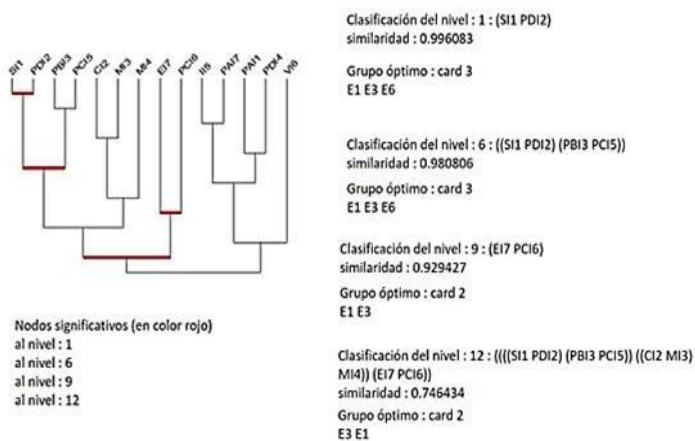 SI1 PDI2 PBI3 PCI5 CI2 MI3 MI4 EI7 PCI6 II5 PAI7 PAI1 PDI4 VI6
Nodos significativos (en color rojo)
al nivel : 1
al nivel : 6
al nivel : 9
al nivel : 12
Clasificación del nivel : 1 : (SI1 PDI2)
similaridad : 0.996083
Grupo óptimo : card 3
E1 E3 E6
Clasificación del nivel : 6 : ((SI1 PDI2) (PBI3 PCI5))
similaridad : 0.980806
Grupo óptimo : card 3
E1 E3 E6
Clasificación del nivel : 9 : (EI7 PCI6)
similaridad : 0.929427
Grupo óptimo : card 2
E1 E3
Clasificación del nivel : 12 : ((((SI1 PDI2) (PBI3 PCI5)) ((CI2 MI3)
MI4)) (EI7 PCI6))
similaridad : 0.746434
Grupo óptimo : card 2
E3 E1